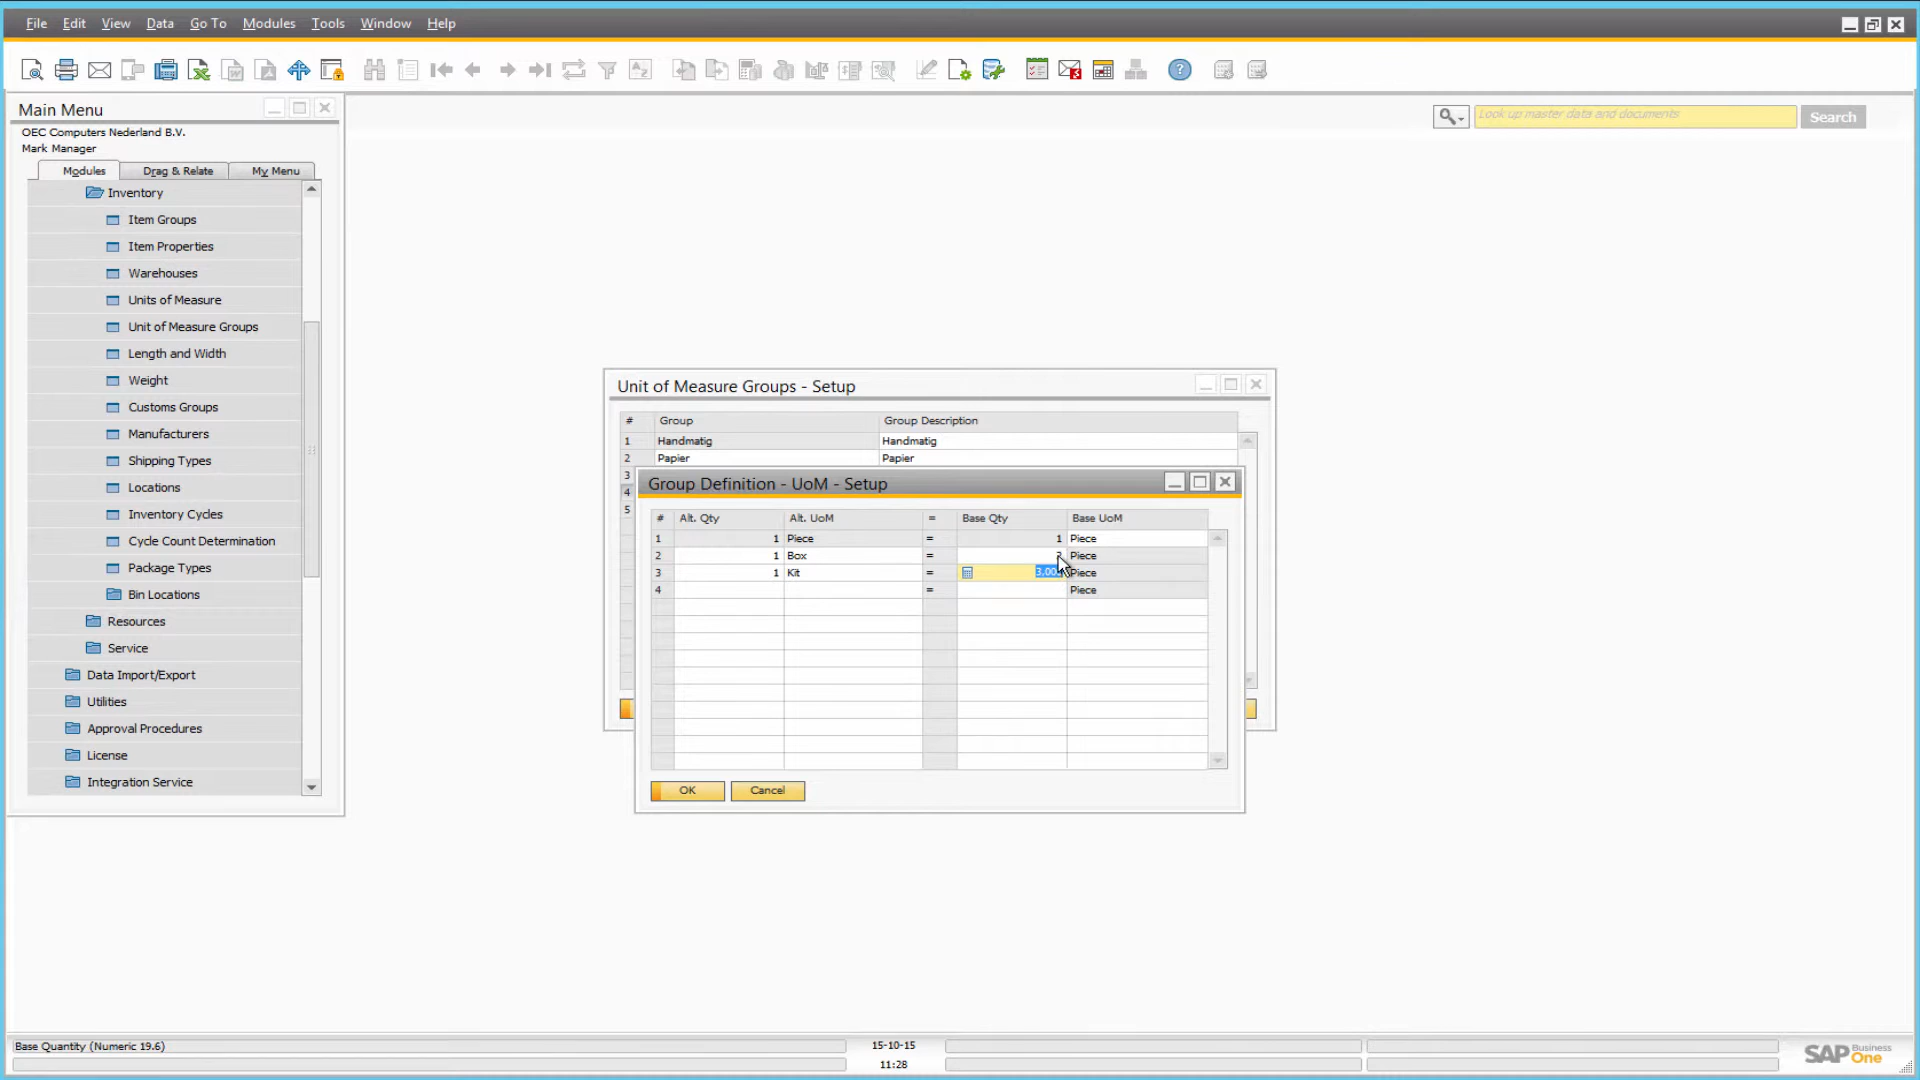 File Edit View Data Go To Modules Tools Window Help
Main Menu
OEC Computers Nederland B.V.
Mark Manager
Modules Drag & Relate My Menu
Look up master data and documents Search
Inventory
Item Groups
Item Properties
Warehouses
Units of Measure
Unit of Measure Groups
Length and Width
Weight
Customs Groups
Manufacturers
Shipping Types
Locations
Inventory Cycles
Cycle Count Determination
Package Types
Bin Locations
Resources
Service
Data Import/Export
Utilities
Approval Procedures
License
Integration Service
Unit of Measure Groups - Setup
# Group Group Description
1 Handmatig Handmatig
2 Papier Papier
3
4
5
Group Definition - UoM - Setup
# Alt. Qty Alt. UoM = Base Qty Base UoM
1 1 Piece = 1 Piece
2 1 Box = Piece
3 1 Kit = Piece
4 = Piece
OK Cancel
Base Quantity (Numeric 19.6)
15-10-15
11:28
SAP Business One